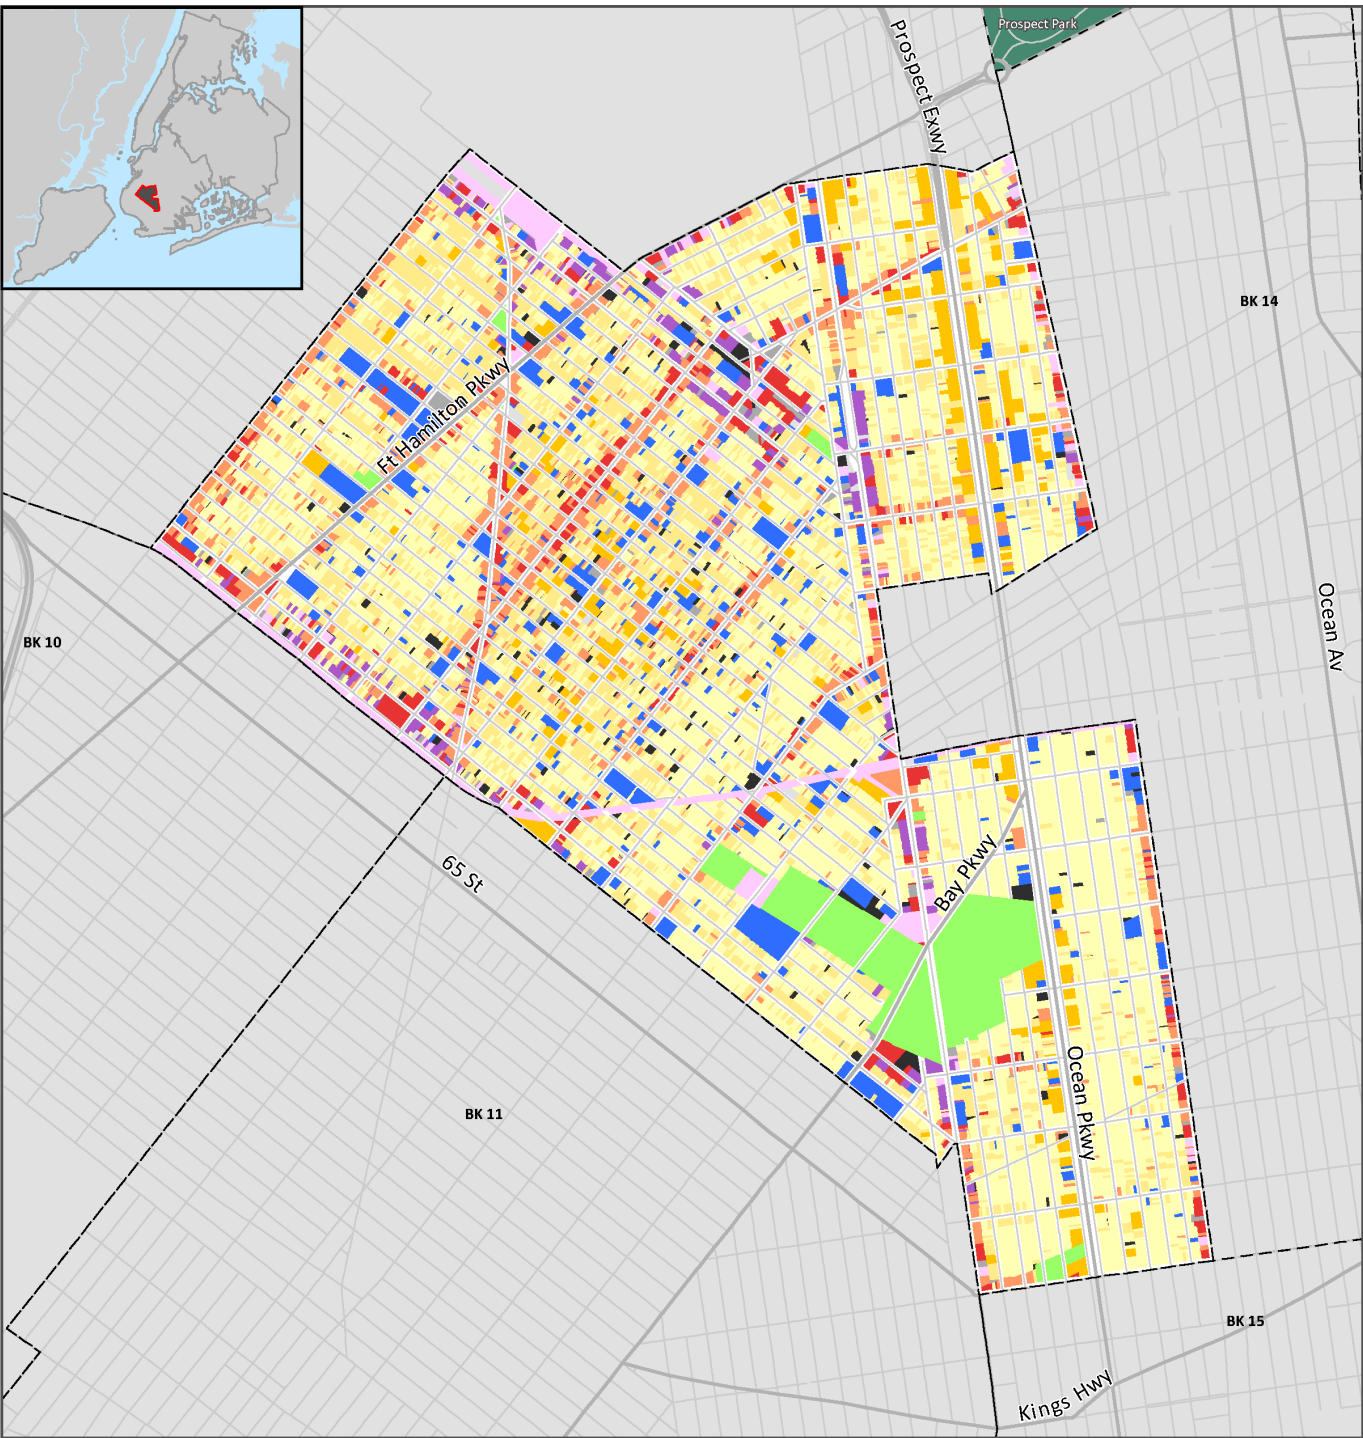 Prospect Park
Prospect Exwy
BK 14
Ft Hamilton Pkwy
Ocean Av
BK 10
Bay Pkwy
65 St
Ocean Pkwy
BK 11
BK 15
Kings Hwy